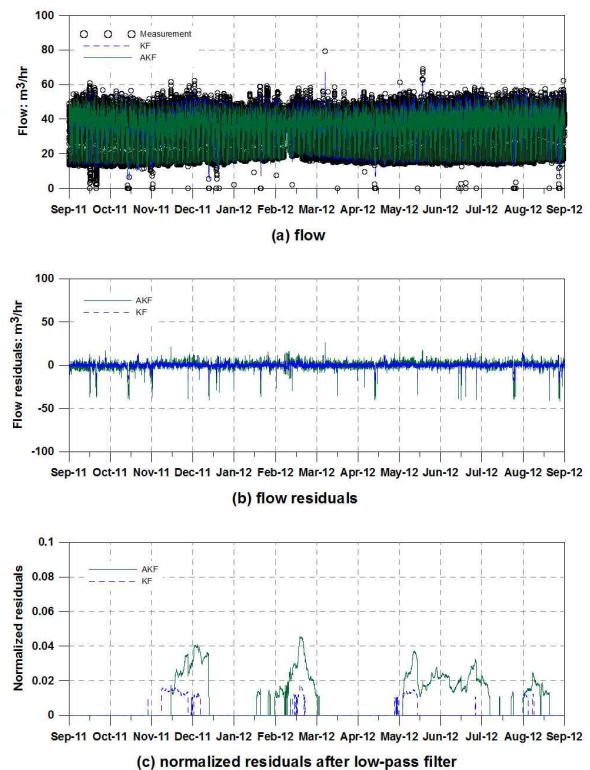 100
80
60
40
20
0
Flow: m3/hr
Measurement
KF
AKF
Sep-11 Oct-11 Nov-11 Dec-11 Jan-12 Feb-12 Mar-12 Apr-12 May-12 Jun-12 Jul-12 Aug-12 Sep-12
(a) flow
100
50
0
-50
-100
Flow residuals: m3/hr
AKF
KF
Sep-11 Oct-11 Nov-11 Dec-11 Jan-12 Feb-12 Mar-12 Apr-12 May-12 Jun-12 Jul-12 Aug-12 Sep-12
(b) flow residuals
0.1
0.08
0.06
0.04
0.02
0
Normalized residuals
AKF
KF
Sep-11 Oct-11 Nov-11 Dec-11 Jan-12 Feb-12 Mar-12 Apr-12 May-12 Jun-12 Jul-12 Aug-12 Sep-12
(c) normalized residuals after low-pass filter